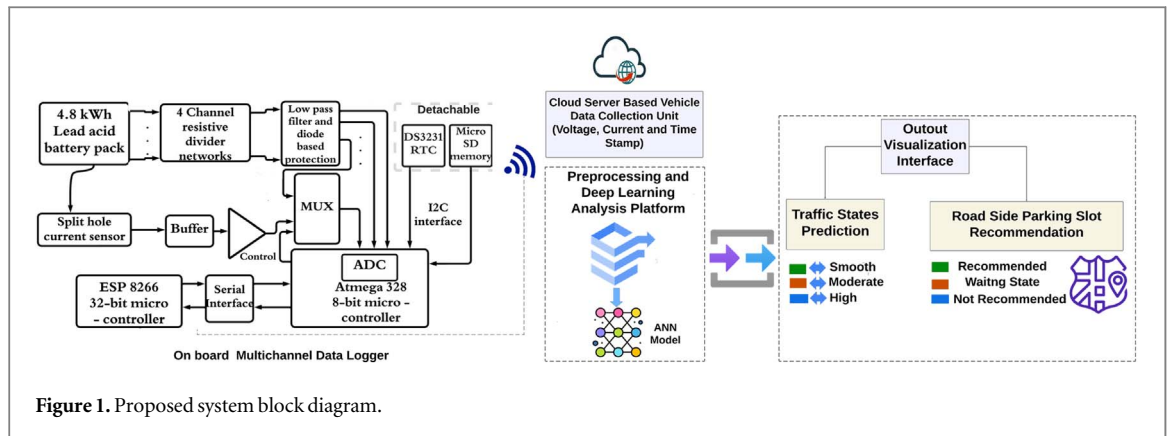 4.8 kWh
Lead acid
battery pack
4 Channel
resistive
divider
networks
Low pass
filter and
diode
based
protection
Detachable
DS3231
RTC
Micro
SD
memory
MUX
I2C
interface
Split hole
current sensor
Buffer
Control
ADC
Atmega 328
8-bit micro -
controller
ESP 8266
32-bit micro
- controller
Serial
Interface
On board Multichannel Data Logger
Cloud Server Based Vehicle
Data Collection Unit
(Voltage, Current and Time
Stamp)
Preprocessing and
Deep Learning
Analysis Platform
ANN
Model
Outout
Visualization
Interface
Traffic States
Prediction
Smooth
Moderate
High
Road Side Parking Slot
Recommendation
Recommended
Waitng State
Not Recommended
Figure 1. Proposed system block diagram.